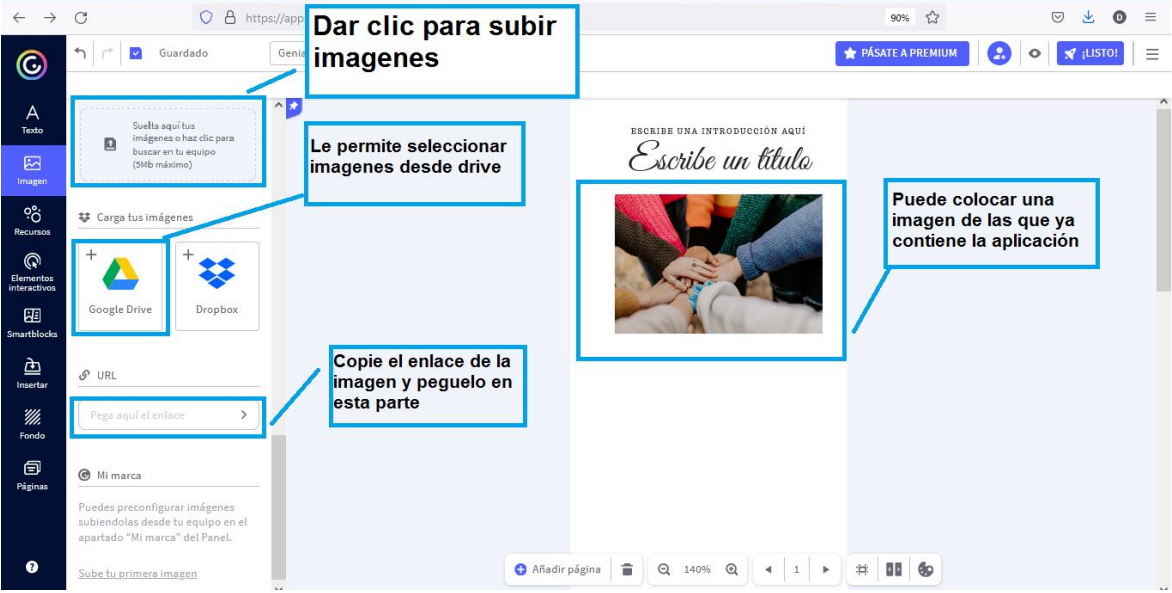 https://app
90%
Guardado
Genia
PÁSATE A PREMIUM
¡LISTO!
Dar clic para subir
imagenes
Texto
Imagen
Recursos
Elementos
interactivos
Smartblocks
Insertar
Fondo
Páginas
Suelta aquí tus
imágenes o haz clic para
buscar en tu equipo
(5Mb máximo)
Carga tus imágenes
Google Drive
Dropbox
URL
Pega aquí el enlace
Mi marca
Puedes preconfigurar imágenes
subiendolas desde tu equipo en el
apartado “Mi marca” del Panel.
Sube tu primera imagen
Le permite seleccionar
imagenes desde drive
Copie el enlace de la
imagen y peguelo en
esta parte
ESCRIBE UNA INTRODUCCIÓN AQUÍ
Escribe un título
Puede colocar una
imagen de las que ya
contiene la aplicación
Añadir página
140%
1